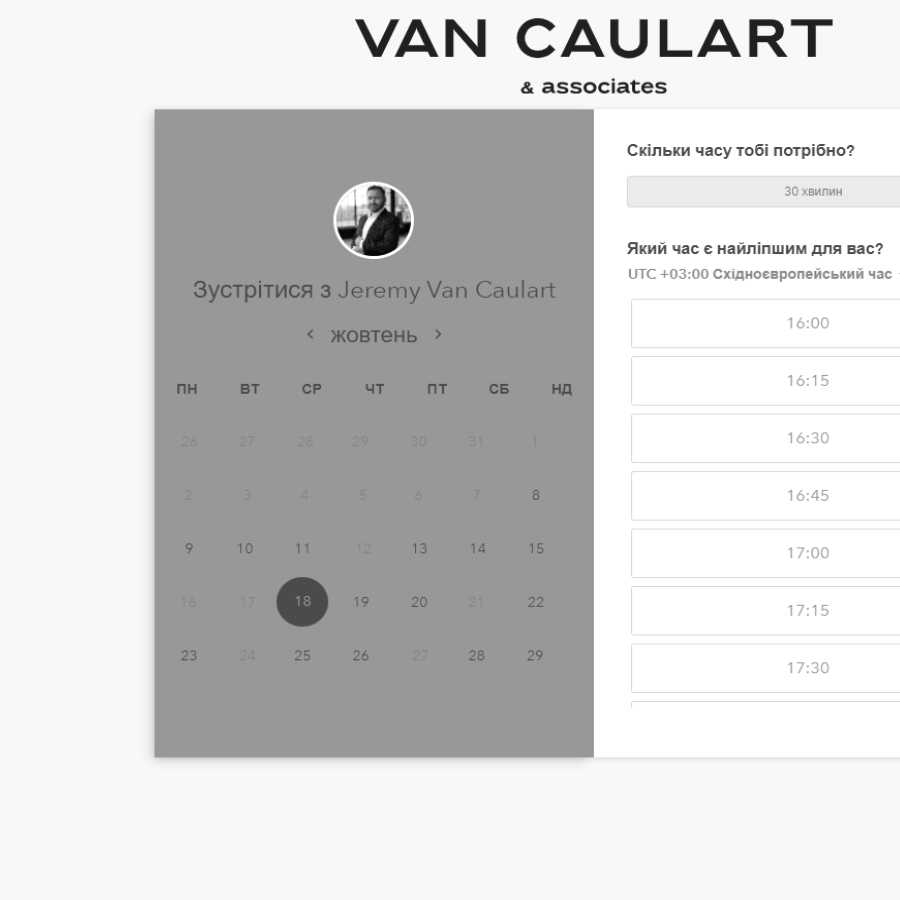 VAN CAULART
& associates
Зустрітися з Jeremy Van Caulart
жовтень
ПН ВТ СР ЧТ ПТ СБ НД
26 27 28 29 30 31 1
2 3 4 5 6 7 8
9 10 11 12 13 14 15
16 17 18 19 20 21 22
23 24 25 26 27 28 29
Скільки часу тобі потрібно?
30 хвилин
Який час є найліпшим для вас?
UTC +03:00 Східноєвропейський час
16:00
16:15
16:30
16:45
17:00
17:15
17:30